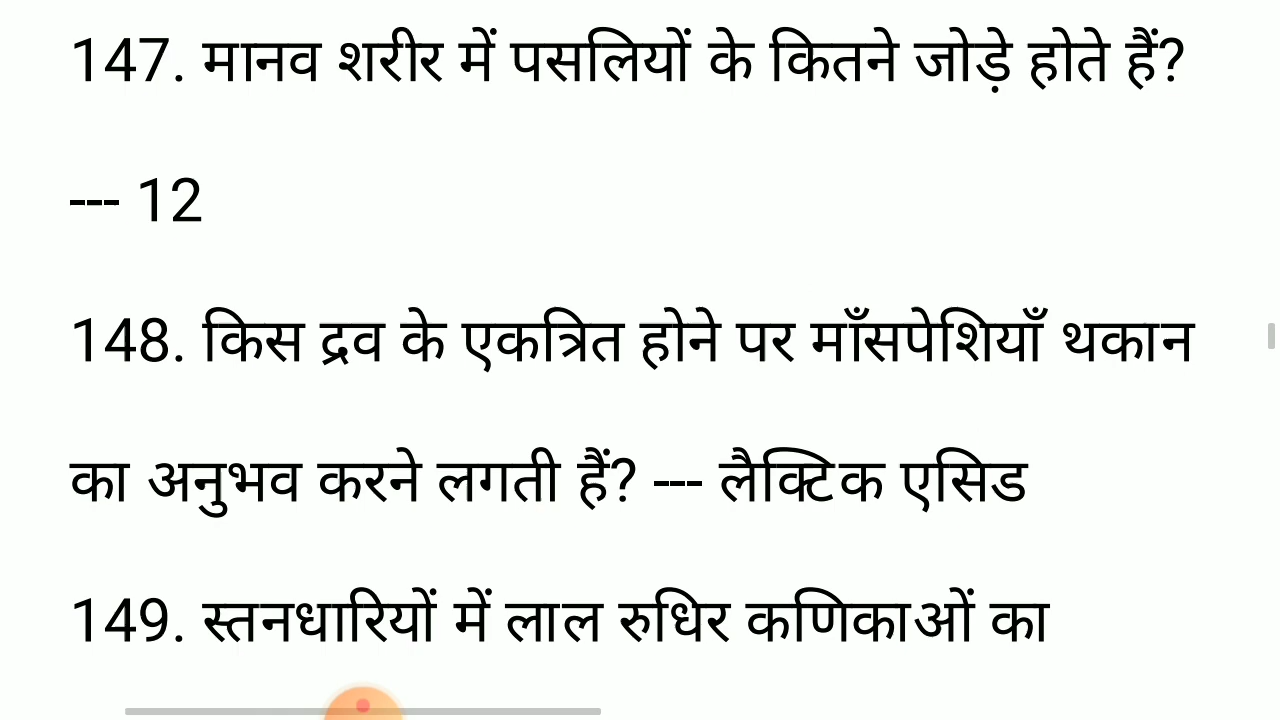 147. मानव शरीर में पसलियों के कितने जोड़े होते हैं?
--- 12
148. किस द्रव के एकत्रित होने पर माँसपेशियाँ थकान
का अनुभव करने लगती हैं? --- लैक्टिक एसिड
149. स्तनधारियों में लाल रुधिर कणिकाओं का